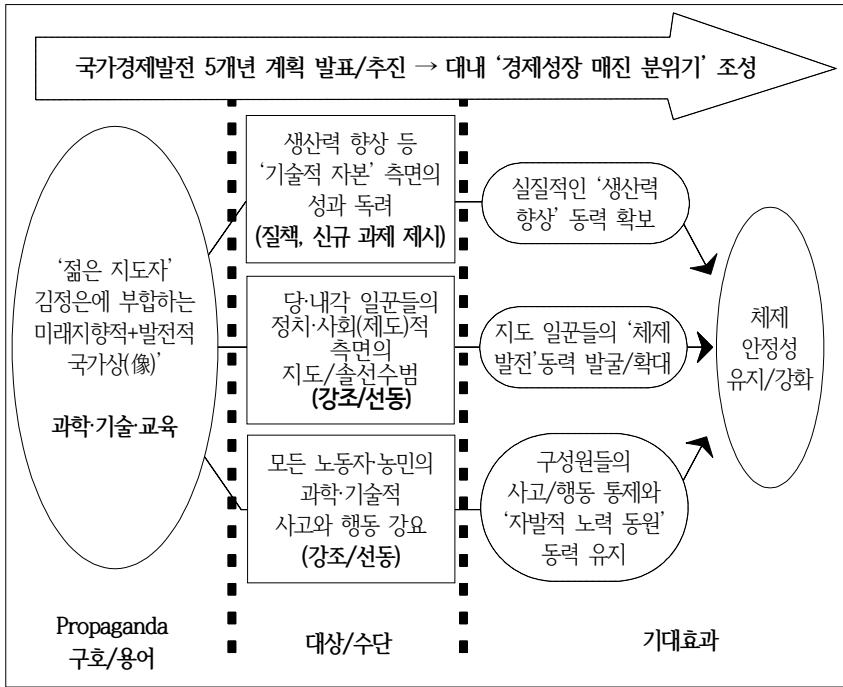 국가경제발전 5개년 계획 발표/추진 → 대내 ‘경제성장 매진 분위기’ 조성
‘젊은 지도자’
김정은에 부합하는
미래지향적+발전적
국가상(像)’
과학·기술·교육
생산력 향상 등
‘기술적 자본’ 측면의
성과 독려
(질책, 신규 과제 제시)
당·내각 일꾼들의
정치·사회(제도)적
측면의
지도/솔선수범
(강조/선동)
모든 노동자·농민의
과학·기술적
사고와 행동 강요
(강조/선동)
실질적인 ‘생산력
향상’ 동력 확보
지도 일꾼들의 ‘체제
발전’동력 발굴/확대
구성원들의
사고/행동 통제와
‘자발적 노력 동원’
동력 유지
체제
안정성
유지/강화
Propaganda
구호/용어
대상/수단
기대효과